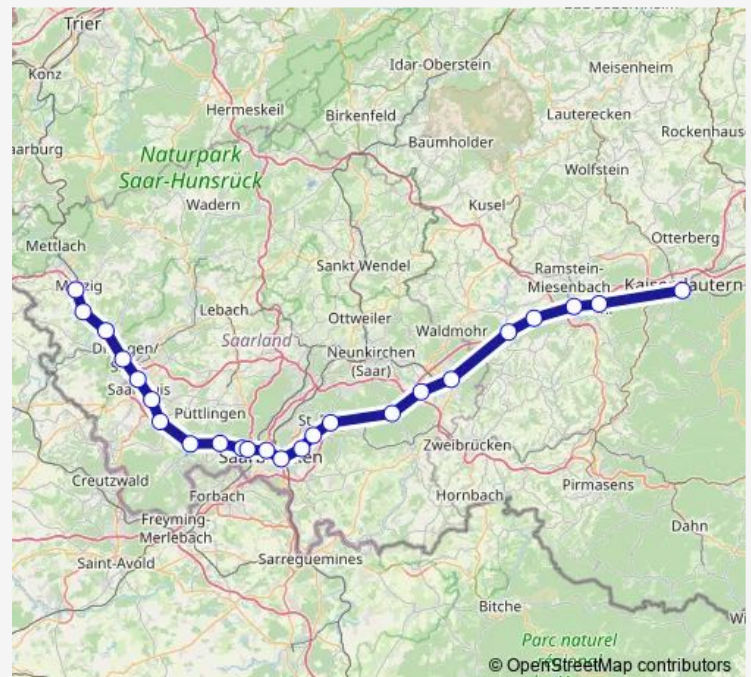 Trier
Konz
Hermeskeil
Birkenfeld
Idar-Oberstein
Meisenheim
Lauterecken
Rockenhaus
Baumholder
Naturpark
Saar-Hunsrück
Wolfstein
Wadern
Kusel
Mettlach
Otterberg
Sankt Wendel
Ramstein-
Miesenbach
Lebach
Ottweiler
Saarland
Waldmohr
Neunkirchen
(Saar)
Püttlingen
Zweibrücken
Creutzwald
Forbach
Hornbach
Pirmasens
Freyming-
Merlebach
Dahn
Saint-Avold
Sarreguemines
Bitche
Parc naturel
© OpenStreetMap contributors